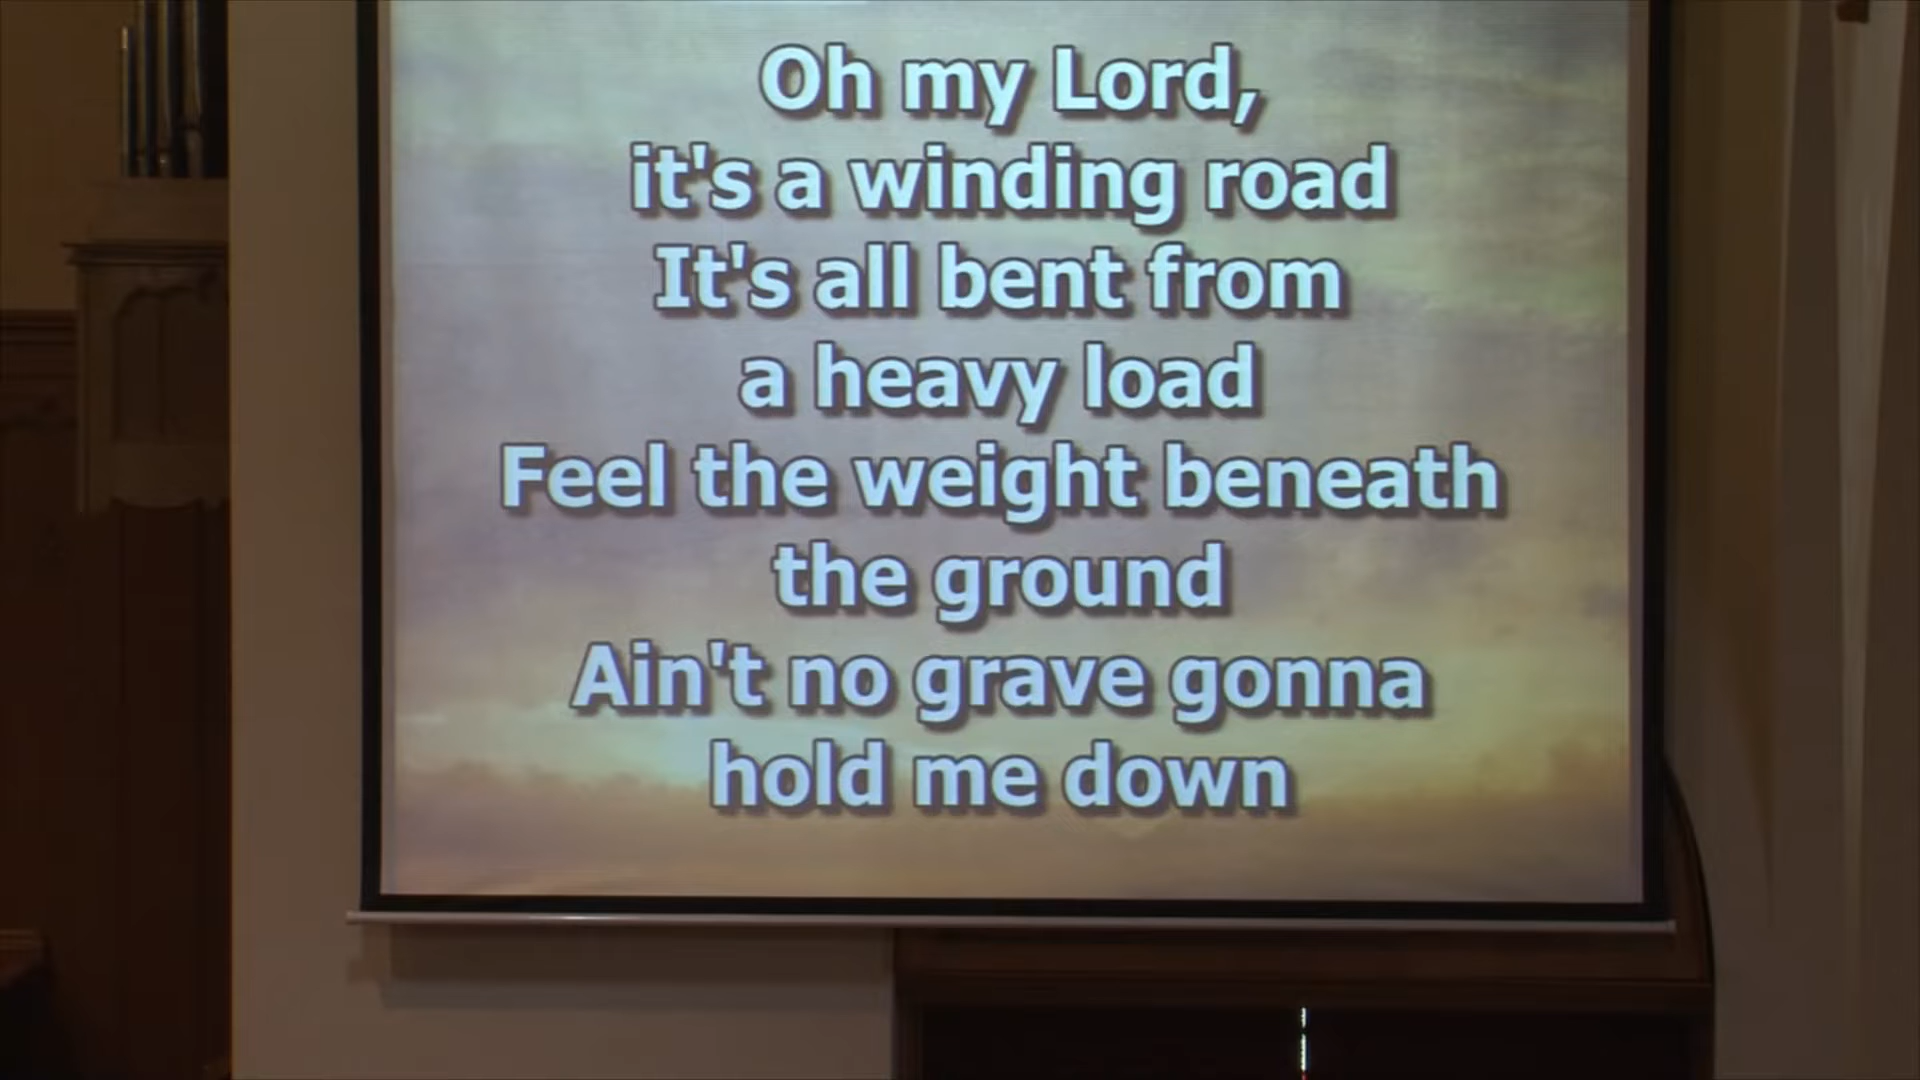 Oh my Lord,
it's a winding road
It's all bent from
a heavy load
Feel the weight beneath
the ground
Ain't no grave gonna
hold me down